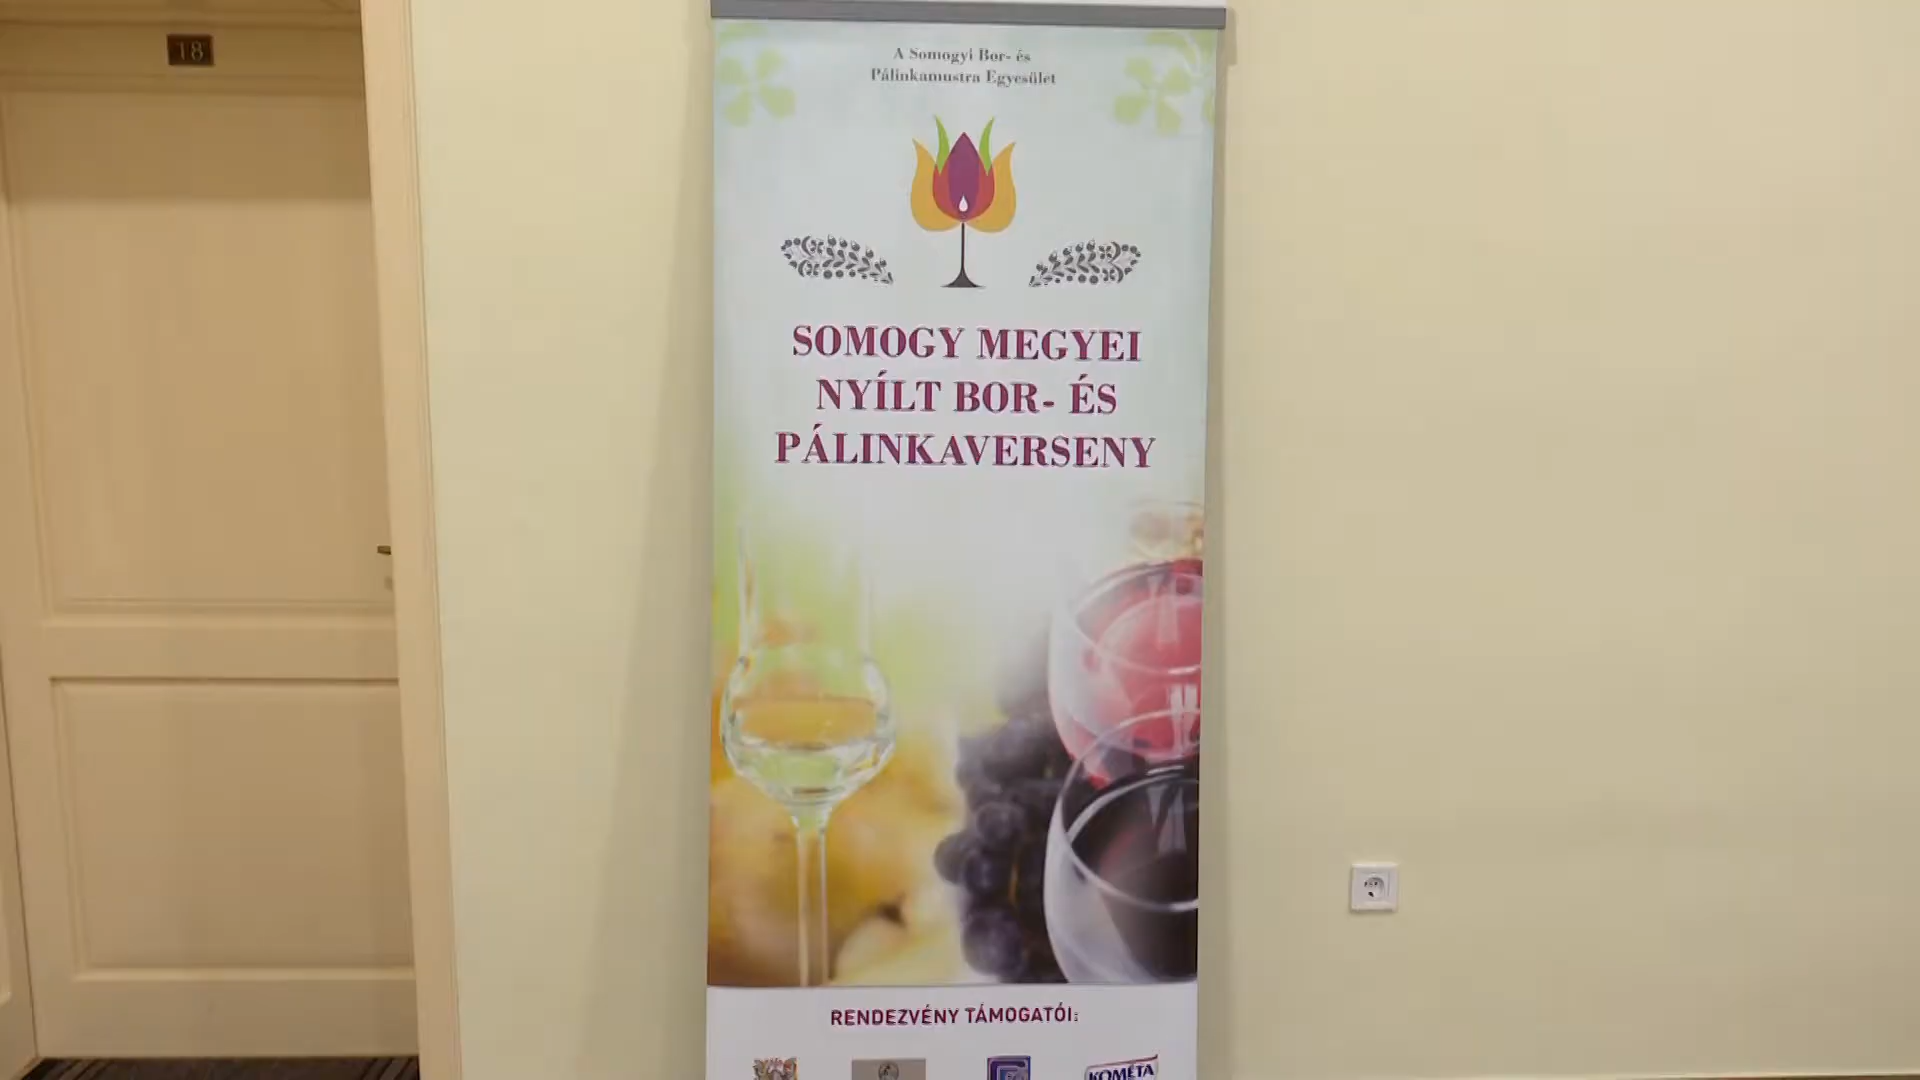 18
A Somogyi Bor- és
Pálinkamustra Egyesület
SOMOGY MEGYEI
NYÍLT BOR- ÉS
PÁLINKAVERSENY
RENDEZVÉNY TÁMOGATÓI:
KOMÉTA